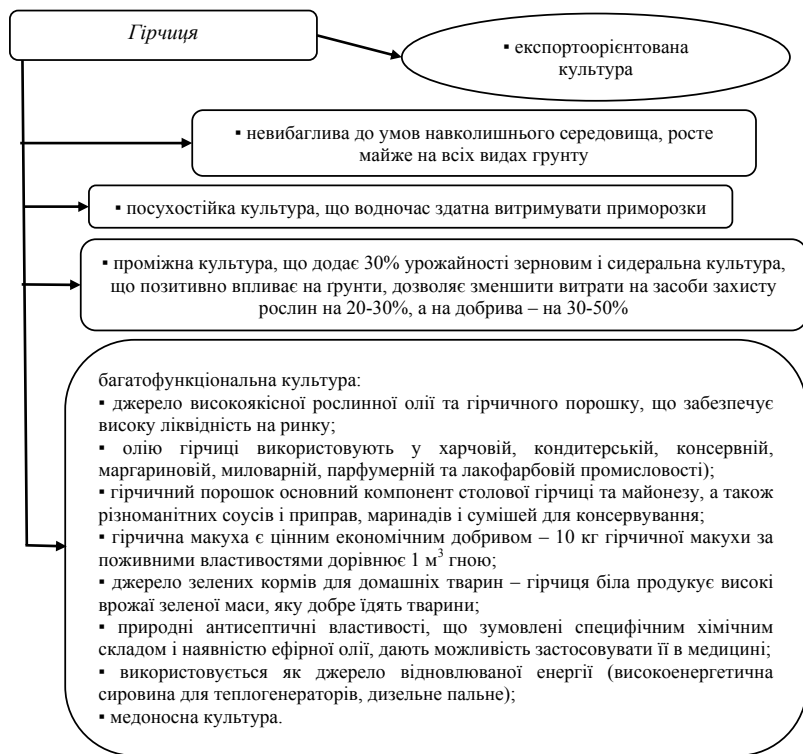 Гірчиця
▪ експортоорієнтована
культура
▪ невибаглива до умов навколишнього середовища, росте
майже на всіх видах грунту
▪ посухостійка культура, що водночас здатна витримувати приморозки
▪ проміжна культура, що додає 30% урожайності зерновим і сидеральна культура,
що позитивно впливає на ґрунти, дозволяє зменшити витрати на засоби захисту
рослин на 20-30%, а на добрива – на 30-50%
багатофункціональна культура:
▪ джерело високоякісної рослинної олії та гірчичного порошку, що забезпечує
високу ліквідність на ринку;
▪ олію гірчиці використовують у харчовій, кондитерській, консервній,
маргариновій, миловарній, парфумерній та лакофарбовій промисловості);
▪ гірчичний порошок основний компонент столової гірчиці та майонезу, а також
різноманітних соусів і приправ, маринадів і сумішей для консервування;
▪ гірчична макуха є цінним економічним добривом – 10 кг гірчичної макухи за
поживними властивостями дорівнює 1 м³ гною;
▪ джерело зелених кормів для домашніх тварин – гірчиця біла продукує високі
врожаї зеленої маси, яку добре їдять тварини;
▪ природні антисептичні властивості, що зумовлені специфічним хімічним
складом і наявністю ефірної олії, дають можливість застосовувати її в медицині;
▪ використовується як джерело відновлюваної енергії (високоенергетична
сировина для теплогенераторів, дизельне пальне);
▪ медоносна культура.